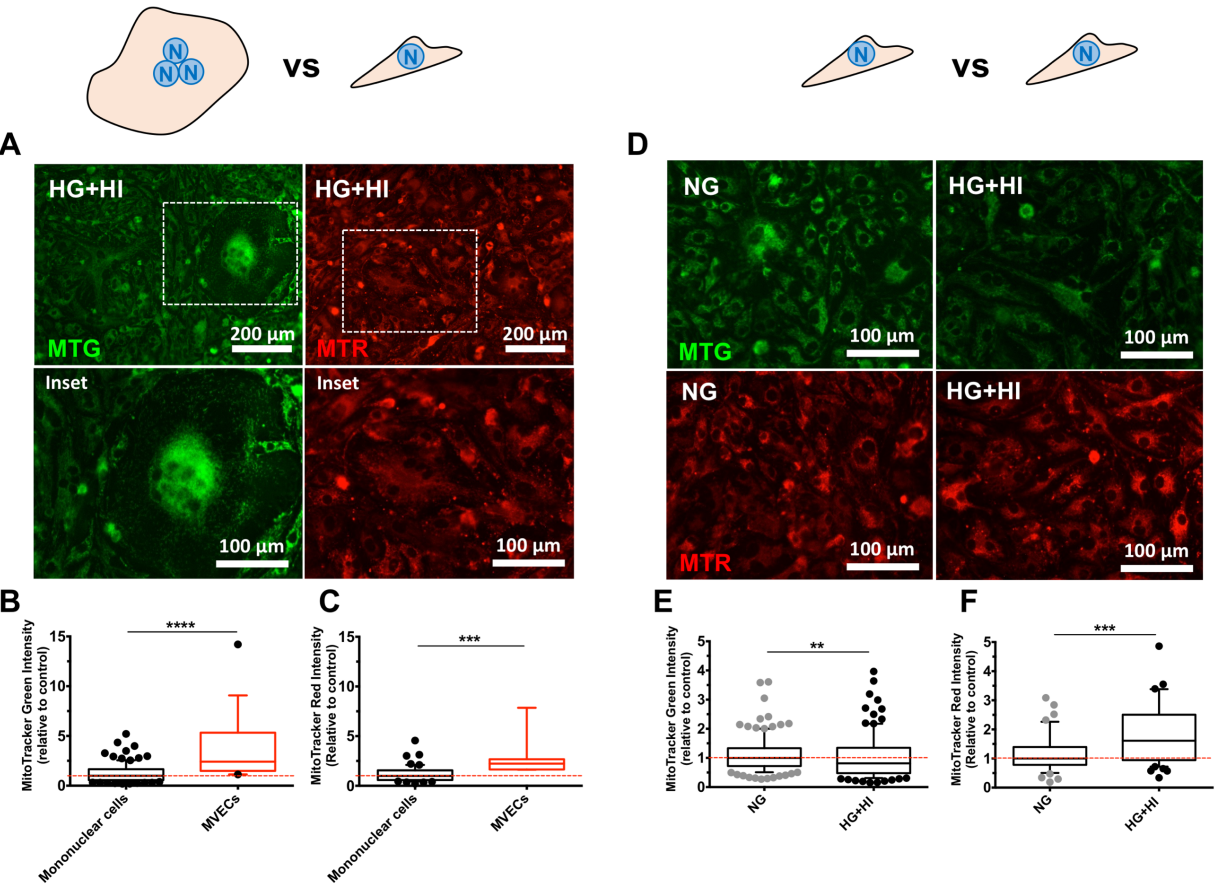 N
N N
vs
N
N
vs
N
A
HG+HI
MTG
200 µm
HG+HI
MTR
200 µm
Inset
100 µm
Inset
100 µm
D
NG
MTG
100 µm
HG+HI
100 µm
NG
MTR
100 µm
HG+HI
100 µm
B
MitoTracker Green Intensity
(relative to control)
15
10
5
0
****
Mononuclear cells
MVECs
C
MitoTracker Red Intensity
(relative to control)
15
10
5
0
***
Mononuclear cells
MVECs
E
MitoTracker Green Intensity
(relative to control)
5
4
3
2
1
0
**
NG
HG+HI
F
MitoTracker Red Intensity
(relative to control)
5
4
3
2
1
0
***
NG
HG+HI